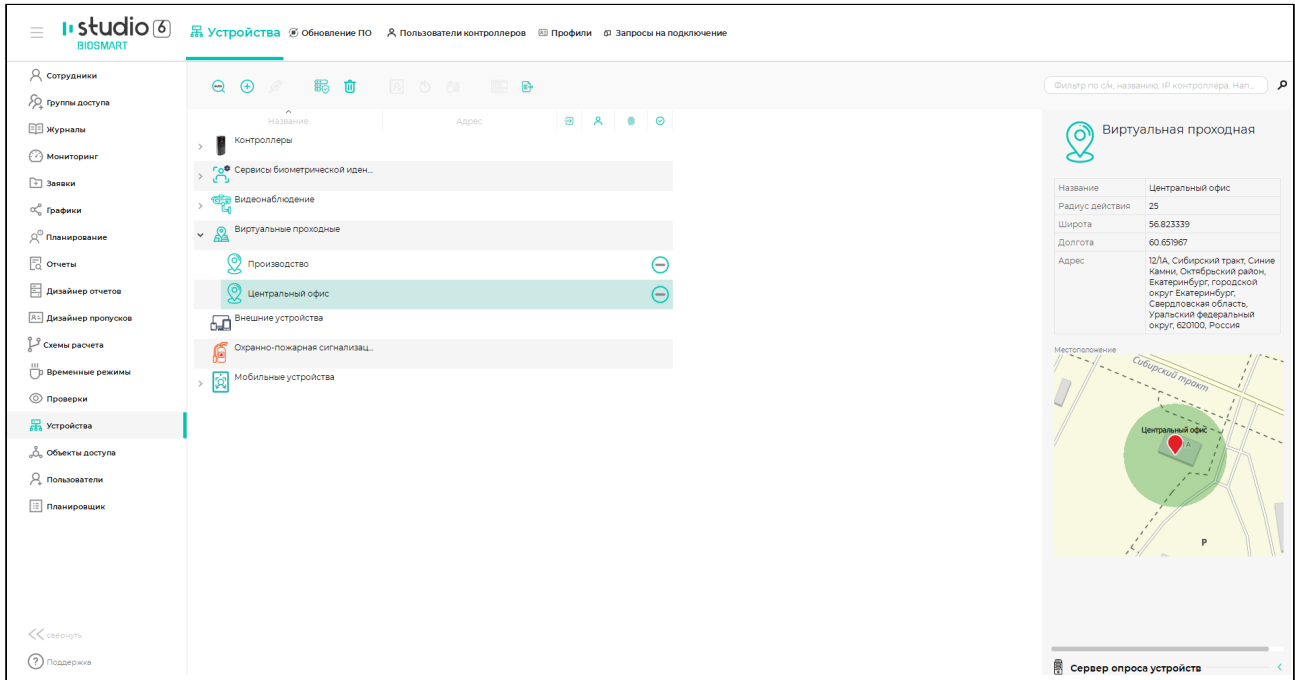 studio 6
BIOSMART
Устройства
Обновление ПО
Пользователи контроллеров
Профили
Запросы на подключение
Сотрудники
Группы доступа
Журналы
Мониторинг
Заявки
Графики
Планирование
Отчеты
Дизайнер отчетов
Дизайнер пропусков
Схемы расчета
Временные режимы
Проверки
Устройства
Объекты доступа
Пользователи
Планировщик
свернуть
Поддержка
Название
Адрес
Контроллеры
Сервисы биометрической иден...
Видеонаблюдение
Виртуальные проходные
Производство
Центральный офис
Внешние устройства
Охранно-пожарная сигнализац...
Мобильные устройства
Фильтр по с/н, названию, IP контроллера. Нап...
Виртуальная проходная
Название Центральный офис
Радиус действия 25
Широта 56.823339
Долгота 60.651967
Адрес 12/1А, Сибирский тракт, Синие
Камни, Октябрьский район,
Екатеринбург, городской
округ Екатеринбург,
Свердловская область,
Уральский федеральный
округ, 620100, Россия
Местоположение
Сибирский тракт
Центральный офис
P
Сервер опроса устройств